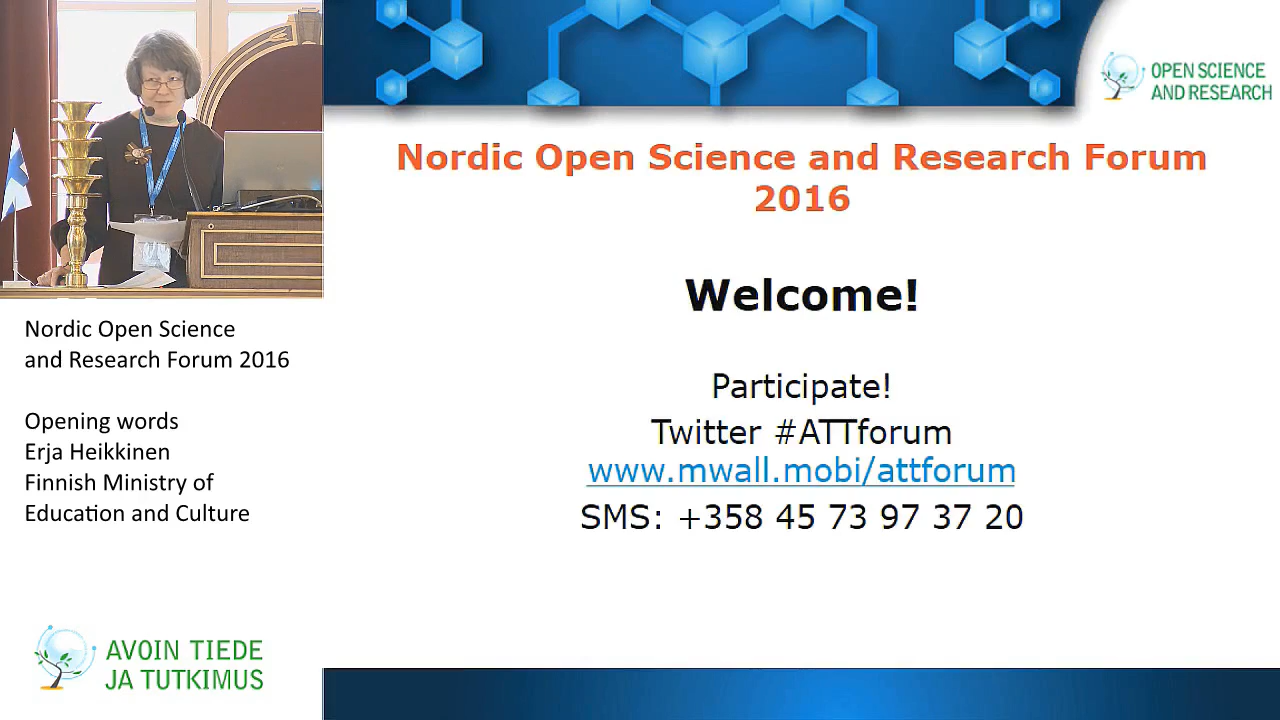 OPEN SCIENCE
AND RESEARCH
Nordic Open Science and Research Forum
2016
Welcome!
Participate!
Twitter #ATTforum
www.mwall.mobi/attforum
SMS: +358 45 73 97 37 20
Nordic Open Science
and Research Forum 2016
Opening words
Erja Heikkinen
Finnish Ministry of
Education and Culture
AVOIN TIEDE
JA TUTKIMUS